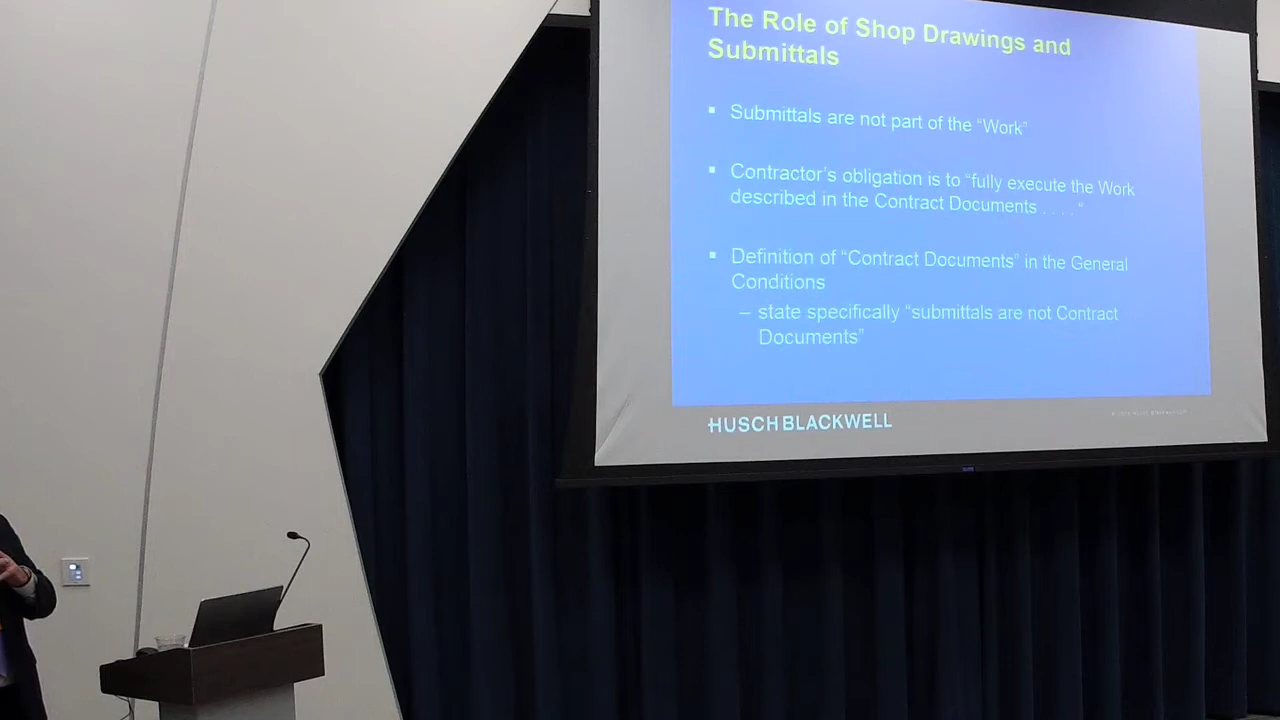 The Role of Shop Drawings and
Submittals
▪ Submittals are not part of the “Work”
▪ Contractor’s obligation is to “fully execute the Work
described in the Contract Documents . . . . “
▪ Definition of “Contract Documents” in the General
Conditions
– state specifically “submittals are not Contract
Documents”
HUSCH BLACKWELL